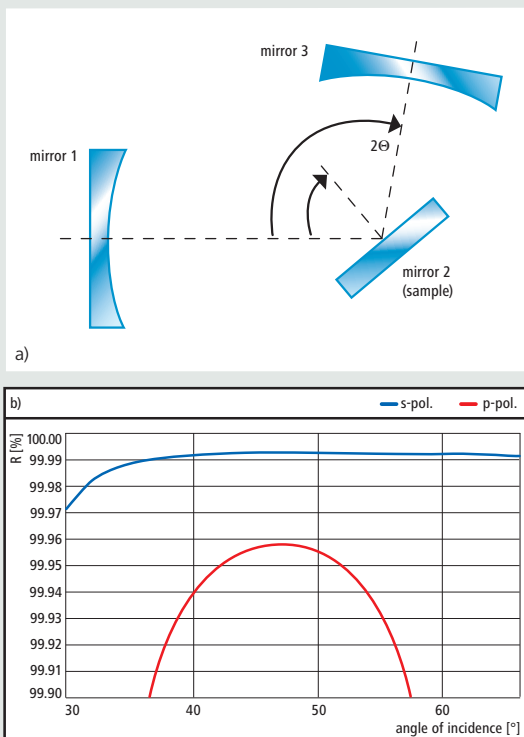 mirror 3
mirror 1
2Θ
mirror 2
(sample)
a)
b)
s-pol. p-pol.
R [%]
100.00
99.99
99.98
99.97
99.96
99.95
99.94
99.93
99.92
99.91
99.90
30 40 50 60
angle of incidence [°]